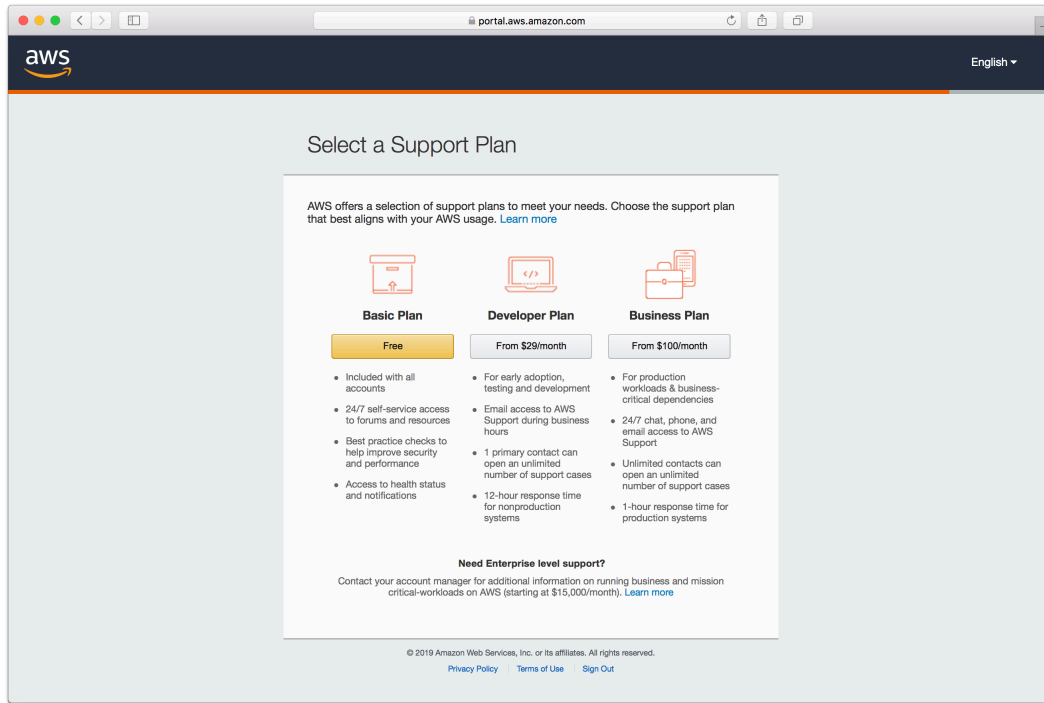 portal.aws.amazon.com
aws
English
Select a Support Plan
AWS offers a selection of support plans to meet your needs. Choose the support plan
that best aligns with your AWS usage. Learn more
</>
Basic Plan
Free
Included with all
accounts
24/7 self-service access
to forums and resources
Best practice checks to
help improve security
and performance
Access to health status
and notifications
Developer Plan
From $29/month
For early adoption,
testing and development
Email access to AWS
Support during business
hours
1 primary contact can
open an unlimited
number of support cases
12-hour response time
for nonproduction
systems
Business Plan
From $100/month
For production
workloads & business-
critical dependencies
24/7 chat, phone, and
email access to AWS
Support
Unlimited contacts can
open an unlimited
number of support cases
1-hour response time for
production systems
Need Enterprise level support?
Contact your account manager for additional information on running business and mission
critical-workloads on AWS (starting at $15,000/month). Learn more
© 2019 Amazon Web Services, Inc. or its affiliates. All rights reserved.
Privacy Policy Terms of Use Sign Out